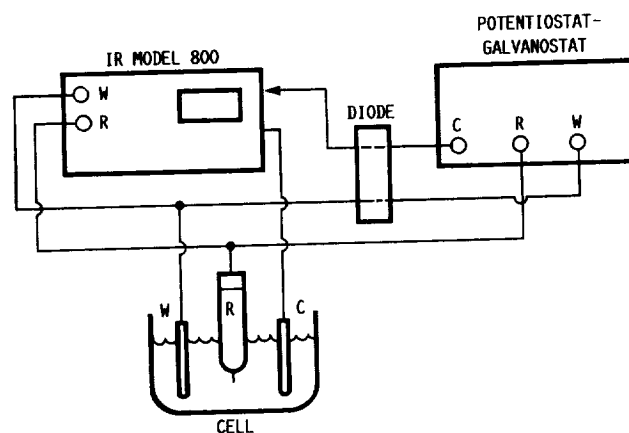 POTENTIOSTAT-
GALVANOSTAT
IR MODEL 800
W
R
DIODE
C
R
W
W
R
C
CELL